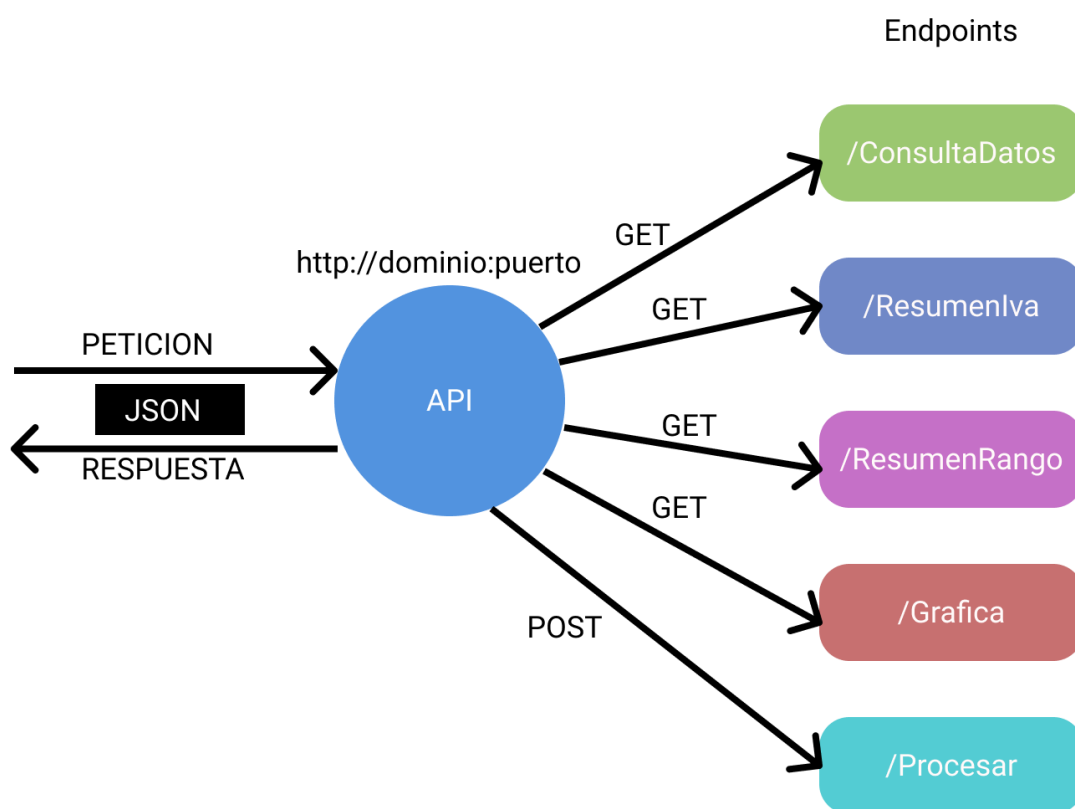 Endpoints
/ConsultaDatos
GET
http://dominio:puerto
/ResumenIva
GET
PETICION
JSON
API
GET
/ResumenRango
RESPUESTA
GET
/Grafica
POST
/Procesar